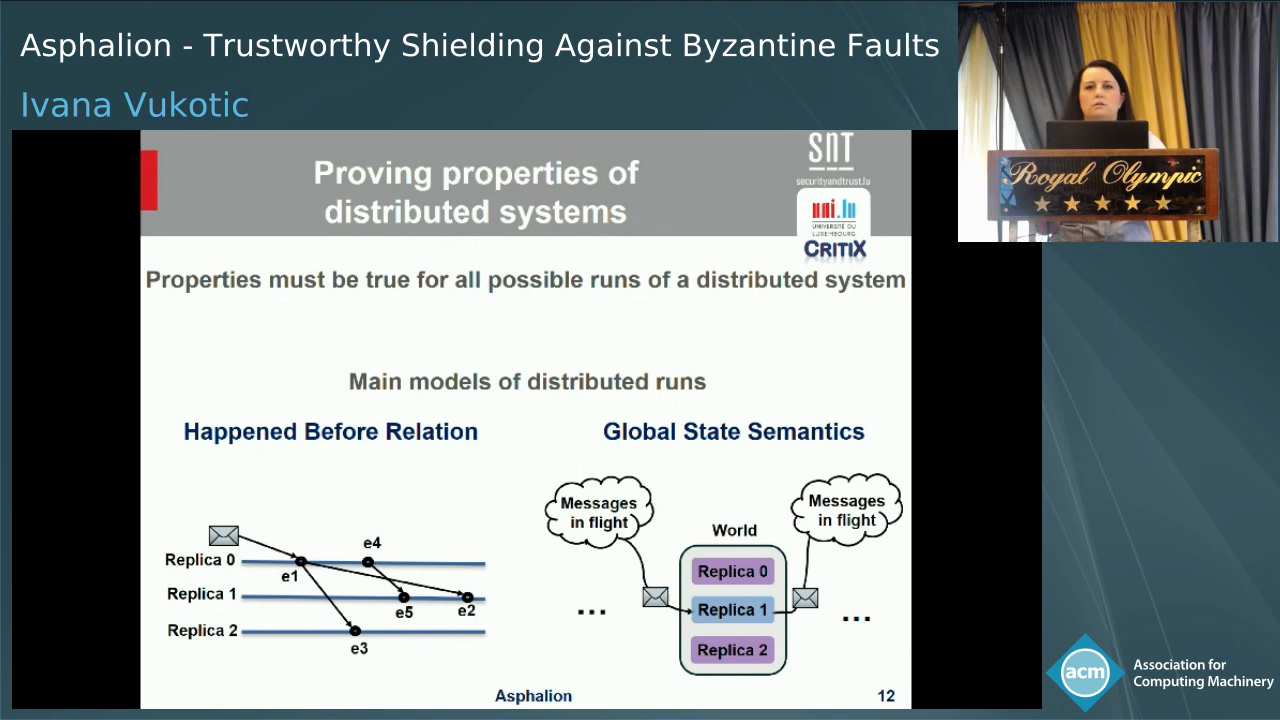 Asphalion - Trustworthy Shielding Against Byzantine Faults
Ivana Vukotic
Royal Olympic
Proving properties of
distributed systems
SNT
securityandtrust.lu
uni.lu
UNIVERSITÉ DU
LUXEMBOURG
CRITIX
Properties must be true for all possible runs of a distributed system
Main models of distributed runs
Happened Before Relation
Replica 0
Replica 1
Replica 2
e1
e4
e5
e2
e3
Global State Semantics
Messages
in flight
World
Replica 0
Replica 1
Replica 2
...
Messages
in flight
...
Asphalion
12
acm
Association for
Computing Machinery